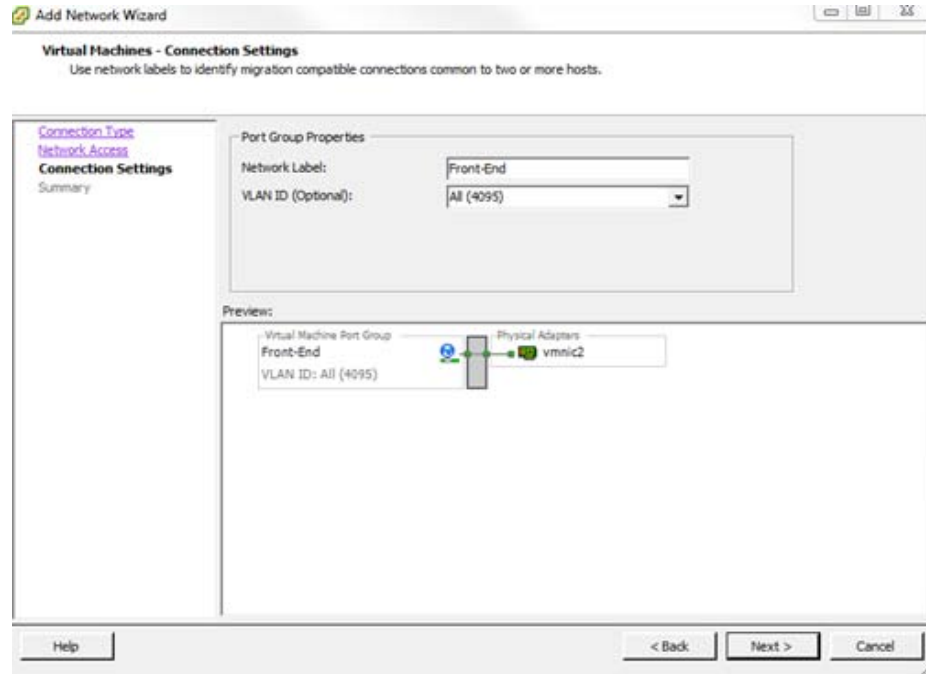 Add Network Wizard
Virtual Machines - Connection Settings
Use network labels to identify migration compatible connections common to two or more hosts.
Connection Type
Network Access
Connection Settings
Summary
Port Group Properties
Network Label:
Front-End
VLAN ID (Optional):
All (4095)
Preview:
Virtual Machine Port Group
Physical Adapters
Front-End
vmnic2
VLAN ID: All (4095)
Help
< Back
Next >
Cancel